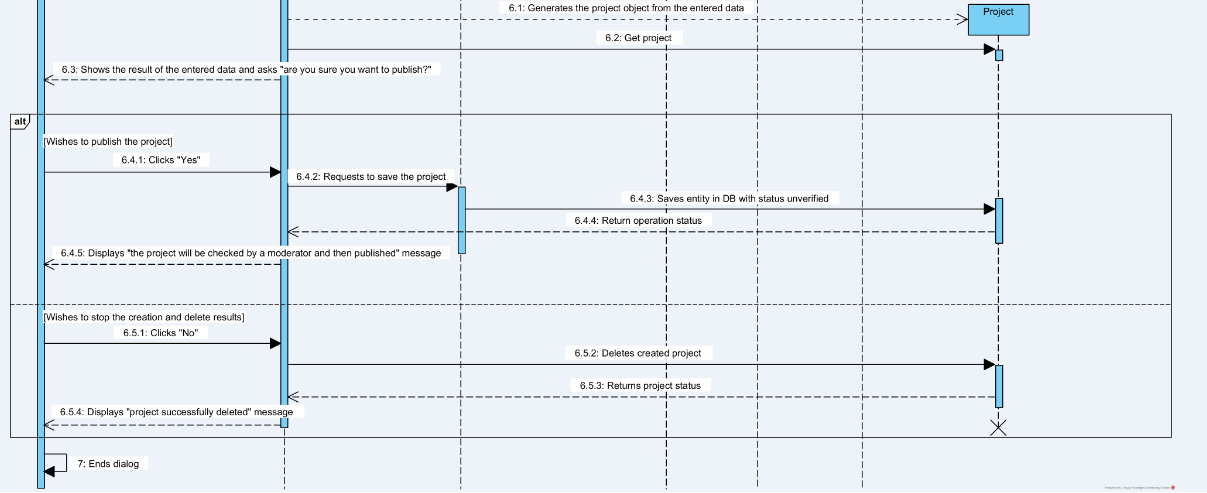 6.1: Generates the project object from the entered data
Project
6.2: Get project
6.3: Shows the result of the entered data and asks "are you sure you want to publish?"
alt
[Wishes to publish the project]
6.4.1: Clicks "Yes"
6.4.2: Requests to save the project
6.4.3: Saves entity in DB with status unverified
6.4.4: Return operation status
6.4.5: Displays "the project will be checked by a moderator and then published" message
[Wishes to stop the creation and delete results]
6.5.1: Clicks "No"
6.5.2: Deletes created project
6.5.3: Returns project status
6.5.4: Displays "project successfully deleted" message
7: Ends dialog